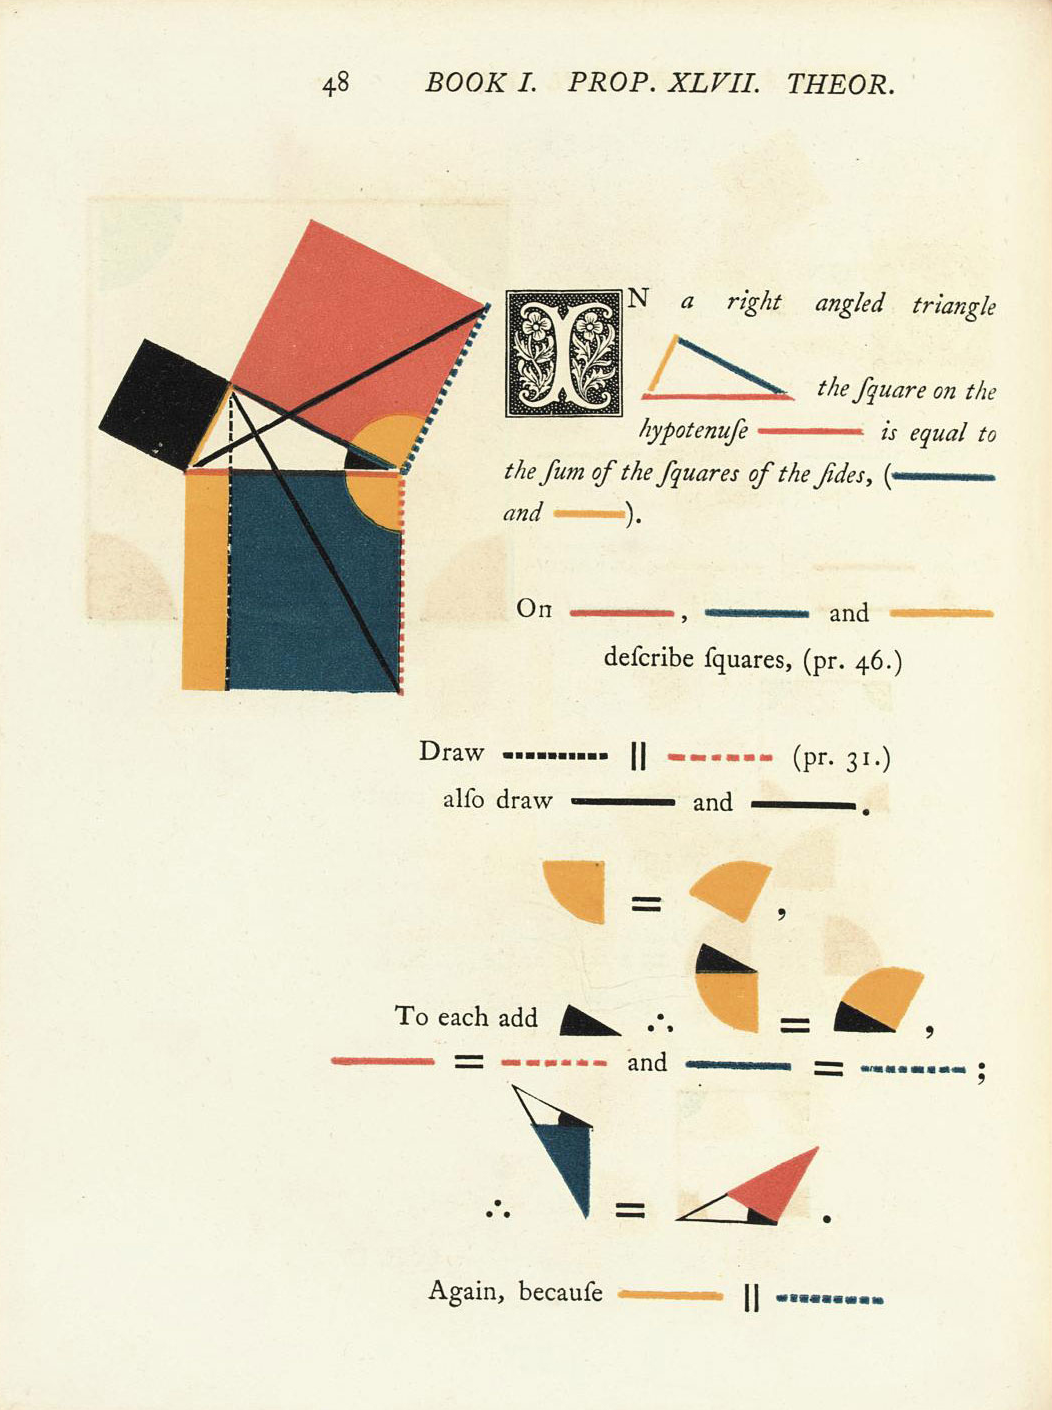 48 BOOK I. PROP. XLVII. THEOR.
IN a right angled triangle
the ſquare on the
hypotenuſe is equal to
the ſum of the ſquares of the ſides, (
and ).
On , and
deſcribe ſquares, (pr. 46.)
Draw || (pr. 31.)
alſo draw and .
= ,
To each add ∴ = ,
= and = ;
∴ = .
Again, becauſe ||